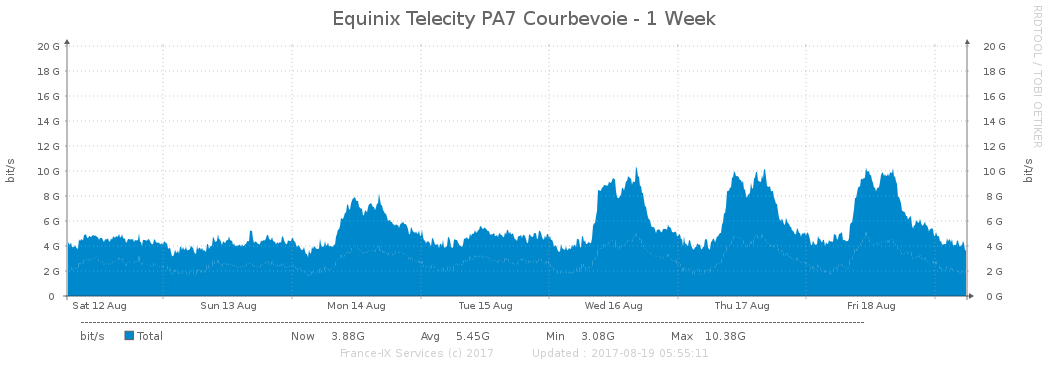 Equinix Telecity PA7 Courbevoie - 1 Week
RRDTOOL / TOBI OETIKER
bit/s
20 G 20 G
18 G 18 G
16 G 16 G
14 G 14 G
12 G 12 G
10 G 10 G
8 G 8 G
6 G 6 G
4 G 4 G
2 G 2 G
0 0 G
bit/s
Sat 12 Aug Sun 13 Aug Mon 14 Aug Tue 15 Aug Wed 16 Aug Thu 17 Aug Fri 18 Aug
bit/s Total Now 3.88G Avg 5.45G Min 3.08G Max 10.38G
France-IX Services (c) 2017 Updated : 2017-08-19 05:55:11